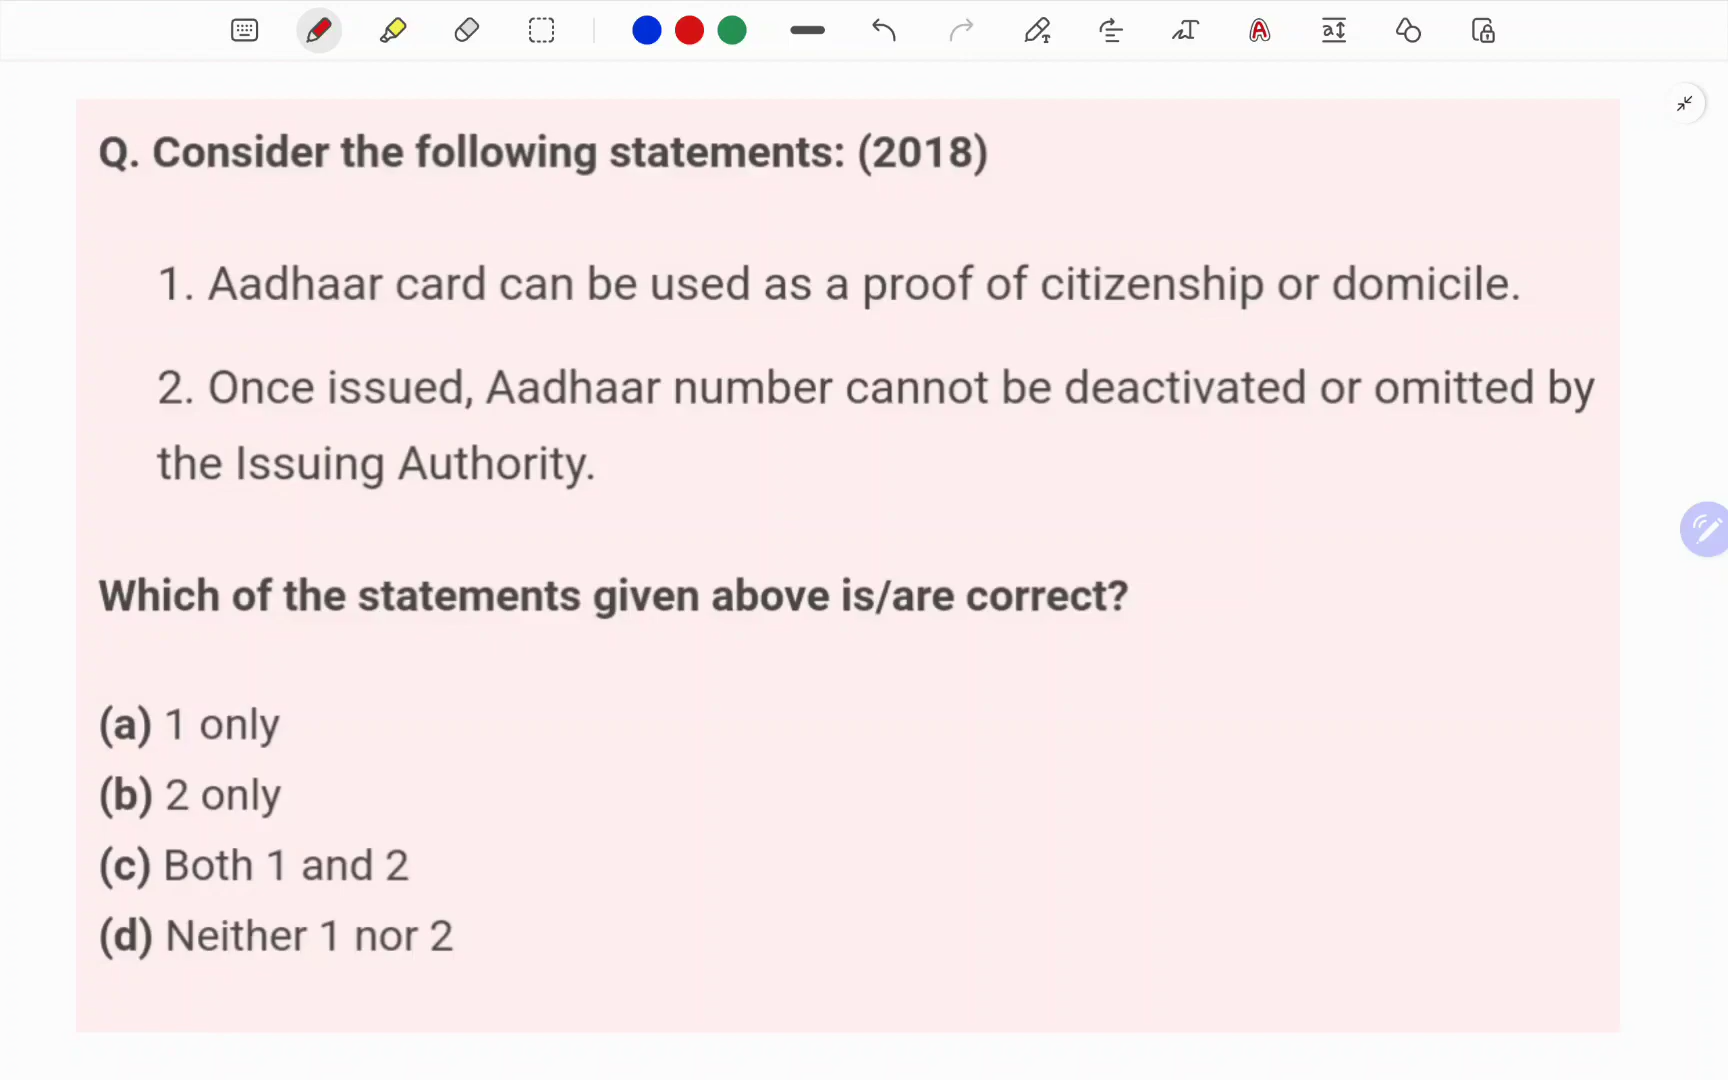 Q. Consider the following statements: (2018)
1. Aadhaar card can be used as a proof of citizenship or domicile.
2. Once issued, Aadhaar number cannot be deactivated or omitted by
the Issuing Authority.
Which of the statements given above is/are correct?
(a) 1 only
(b) 2 only
(c) Both 1 and 2
(d) Neither 1 nor 2